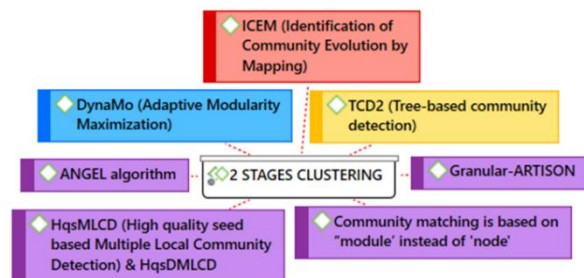 ICEM (Identification of
Community Evolution by
Mapping)
DynaMo (Adaptive Modularity
Maximization)
TCD2 (Tree-based community
detection)
ANGEL algorithm
2 STAGES CLUSTERING
Granular-ARTISON
HqsMLCD (High quality seed
based Multiple Local Community
Detection) & HqsDMLCD
Community matching is based on
"module’ instead of 'node'